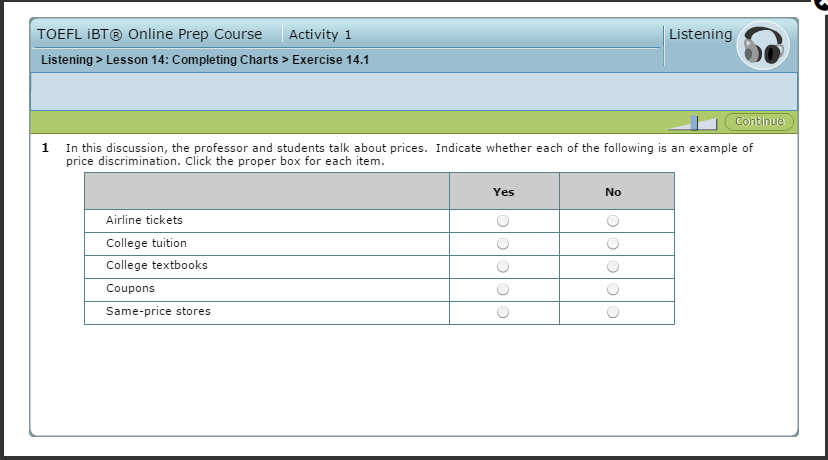 TOEFL iBT® Online Prep Course Activity 1 Listening
Listening > Lesson 14: Completing Charts > Exercise 14.1
Continue
1 In this discussion, the professor and students talk about prices. Indicate whether each of the following is an example of
price discrimination. Click the proper box for each item.
Yes No
Airline tickets
College tuition
College textbooks
Coupons
Same-price stores